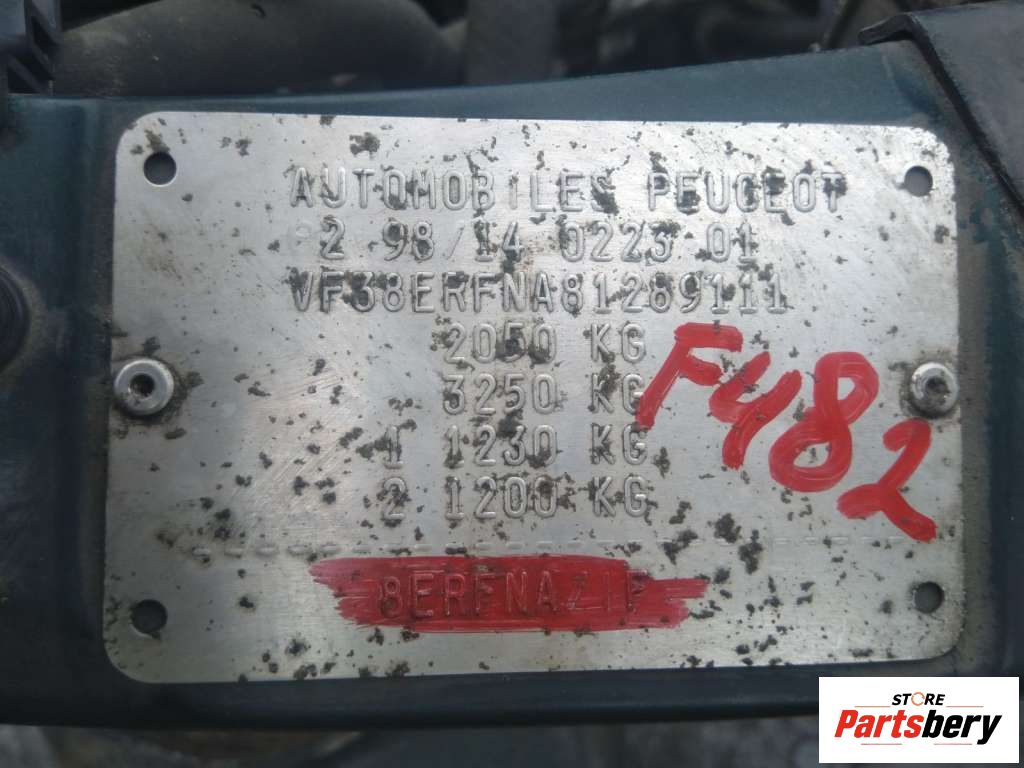 AUTOMOBILES PEUGEOT
2 98/14 0223 01
VF38ERFNA81289111
2050 KG
3250 KG
1 1230 KG
2 1200 KG
F482
8ERFNAZIP
STORE
Partsbery